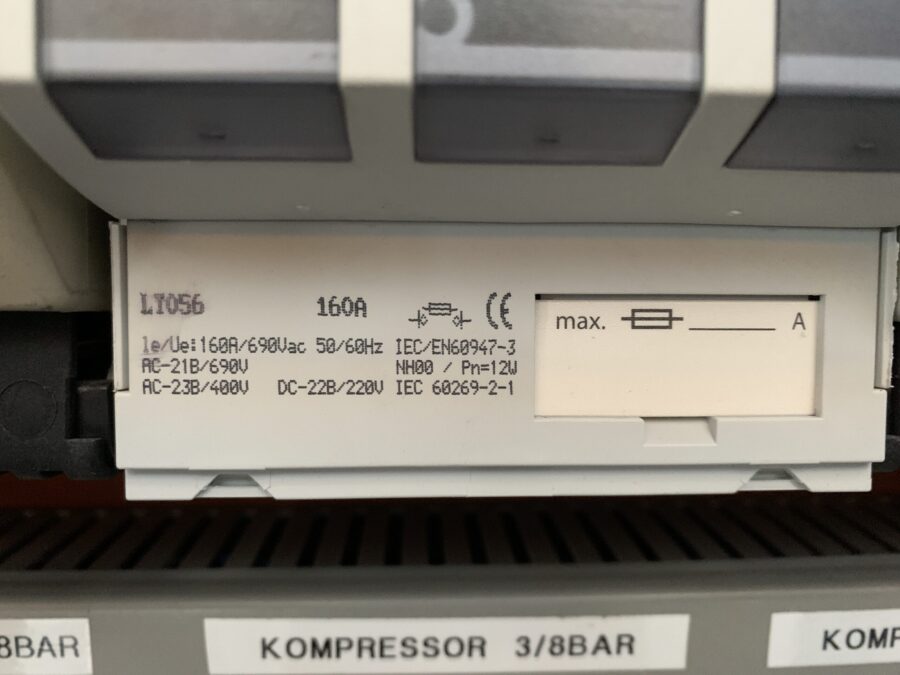 LT056 160A CE
Ie/Ue:160A/690Vac 50/60Hz IEC/EN60947-3
AC-21B/690V NH00 / Pn=12W
AC-23B/400V DC-22B/220V IEC 60269-2-1
max. A
8BAR
KOMPRESSOR 3/8BAR
KOMP